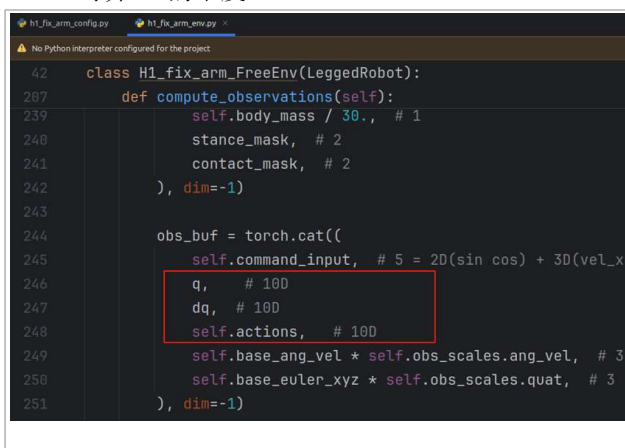 h1_fix_arm_config.py h1_fix_arm_env.py ×
No Python interpreter configured for the project
42 class H1_fix_arm_FreeEnv(LeggedRobot):
207 def compute_observations(self):
239 self.body_mass / 30., # 1
240 stance_mask, # 2
241 contact_mask, # 2
242 ), dim=-1)
243
244 obs_buf = torch.cat((
245 self.command_input, # 5 = 2D(sin cos) + 3D(vel_x
246 q, # 10D
247 dq, # 10D
248 self.actions, # 10D
249 self.base_ang_vel * self.obs_scales.ang_vel, # 3
250 self.base_euler_xyz * self.obs_scales.quat, # 3
251 ), dim=-1)